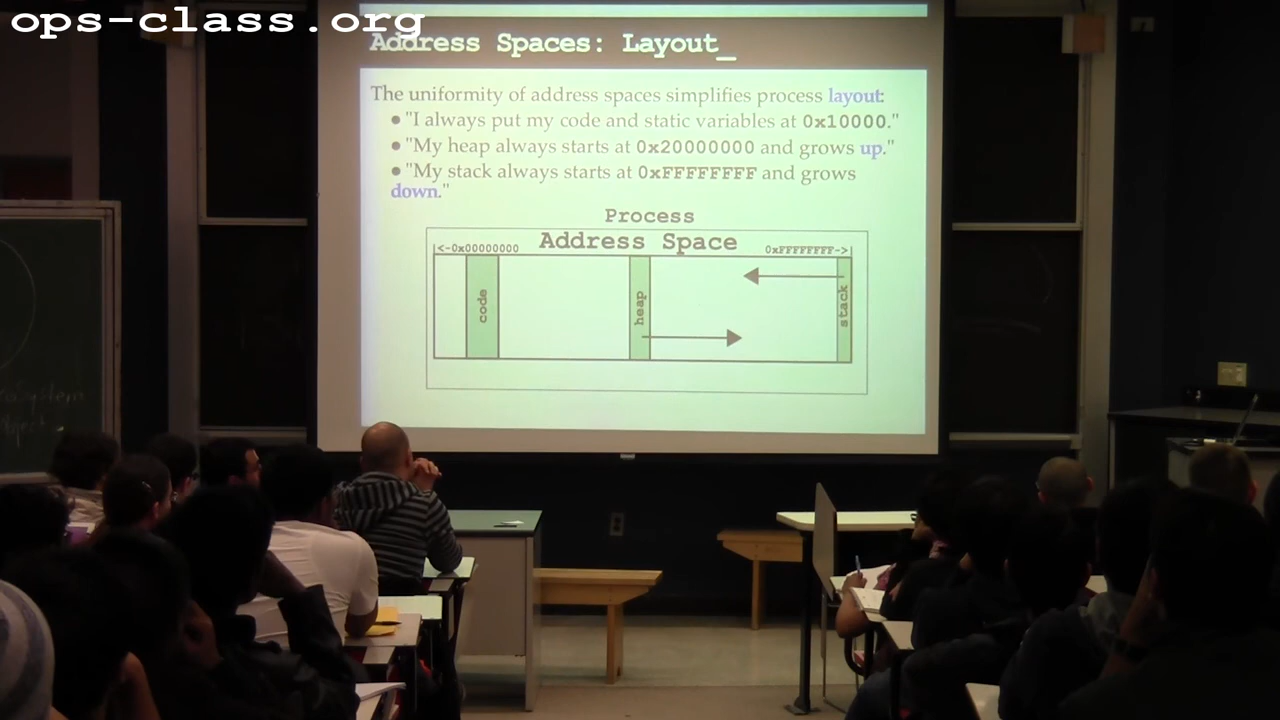 ops-class.org
Address Spaces: Layout_
The uniformity of address spaces simplifies process layout:
● "I always put my code and static variables at 0x10000."
● "My heap always starts at 0x20000000 and grows up."
● "My stack always starts at 0xFFFFFFFF and grows
down."
Process
Address Space
|<-0x00000000
0xFFFFFFFF->|
code
heap
stack